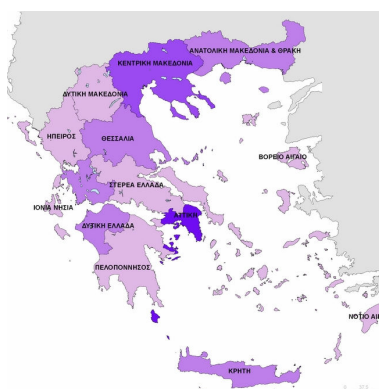 ΑΝΑΤΟΛΙΚΗ ΜΑΚΕΔΟΝΙΑ & ΘΡΑΚΗ
ΚΕΝΤΡΙΚΗ ΜΑΚΕΔΟΝΙΑ
ΔΥΤΙΚΗ ΜΑΚΕΔΟΝΙΑ
ΗΠΕΙΡΟΣ
ΘΕΣΣΑΛΙΑ
ΒΟΡΕΙΟ ΑΙΓΑΙΟ
ΣΤΕΡΕΑ ΕΛΛΑΔΑ
ΙΟΝΙΑ ΝΗΣΙΑ
ΑΤΤΙΚΗ
ΔΥΤΙΚΗ ΕΛΛΑΔΑ
ΠΕΛΟΠΟΝΝΗΣΟΣ
ΝΟΤΙΟ ΑΙΓ
ΚΡΗΤΗ